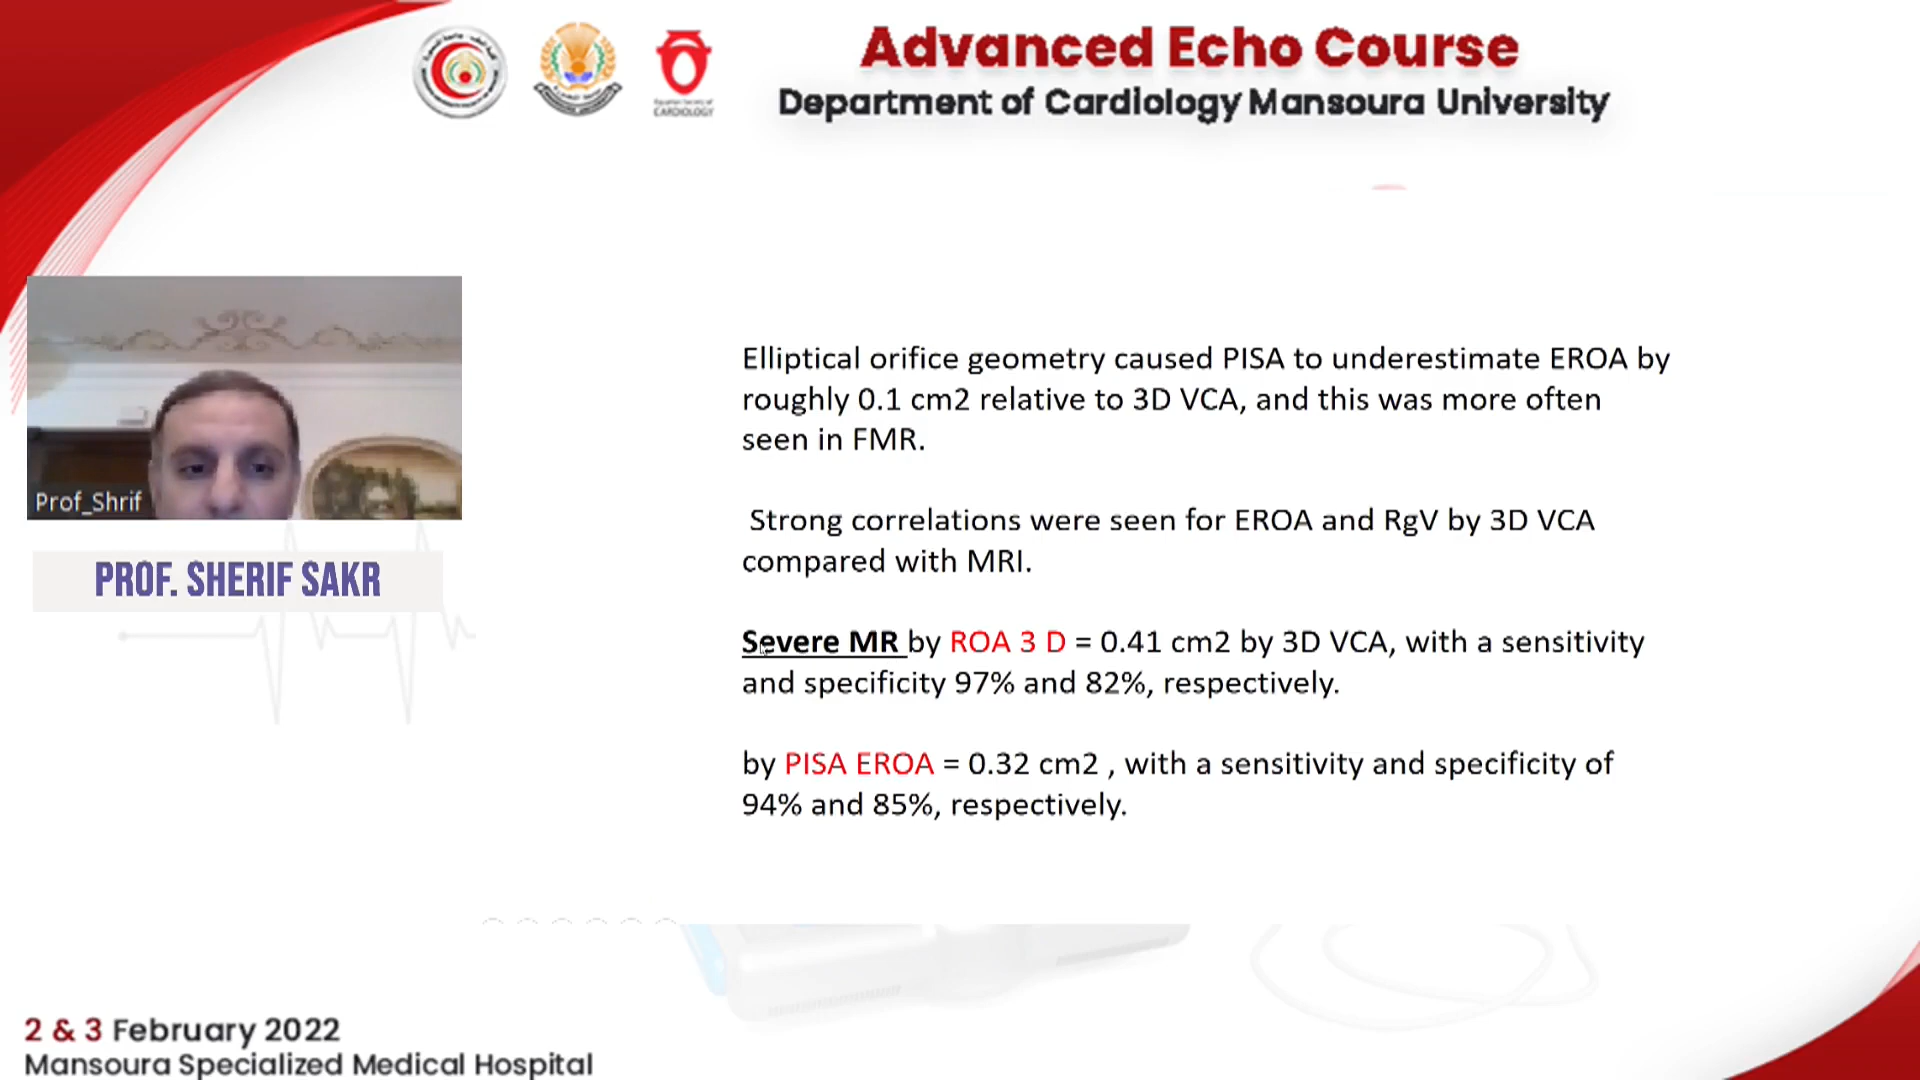 Advanced Echo Course
Department of Cardiology Mansoura University
Egyptian Society of
CARDIOLOGY
Elliptical orifice geometry caused PISA to underestimate EROA by
roughly 0.1 cm2 relative to 3D VCA, and this was more often
seen in FMR.
Strong correlations were seen for EROA and RgV by 3D VCA
compared with MRI.
Severe MR by ROA 3 D = 0.41 cm2 by 3D VCA, with a sensitivity
and specificity 97% and 82%, respectively.
by PISA EROA = 0.32 cm2 , with a sensitivity and specificity of
94% and 85%, respectively.
Prof_Shrif
PROF. SHERIF SAKR
2 & 3 February 2022
Mansoura Specialized Medical Hospital